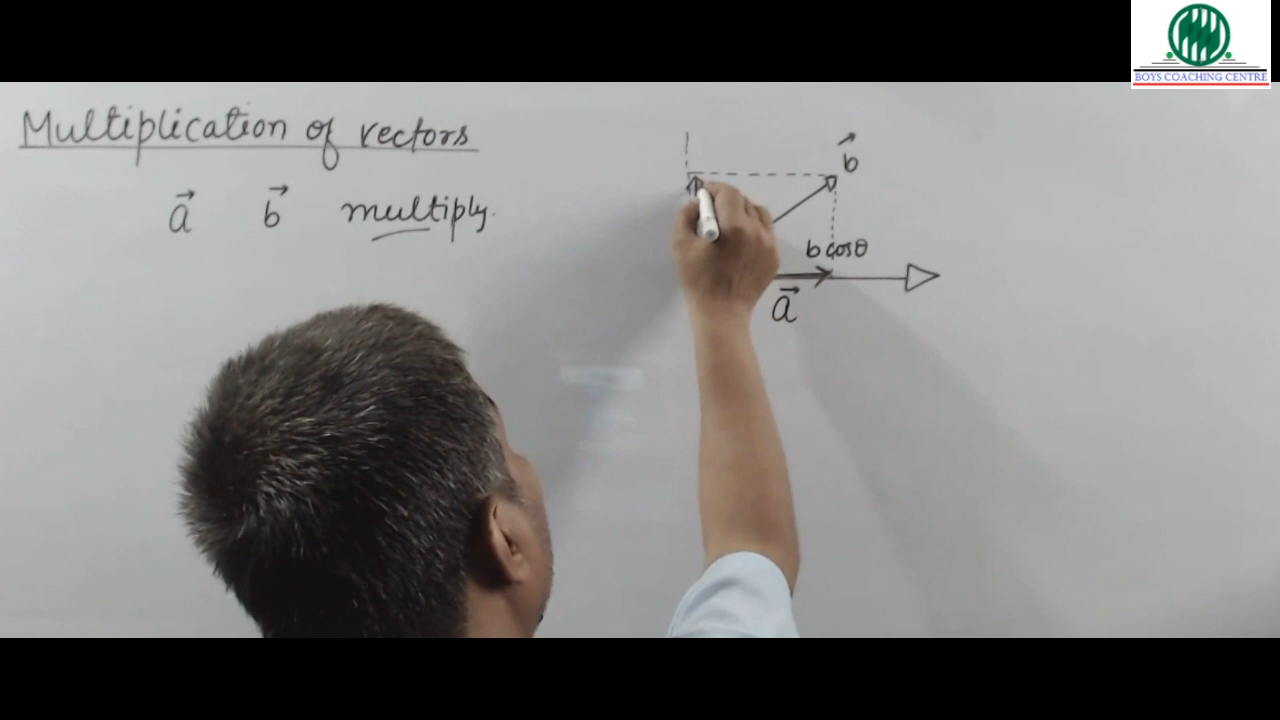 BOYS COACHING CENTRE
Multiplication of vectors
a⃗ b⃗ multiply.
b⃗
b cosθ
a⃗